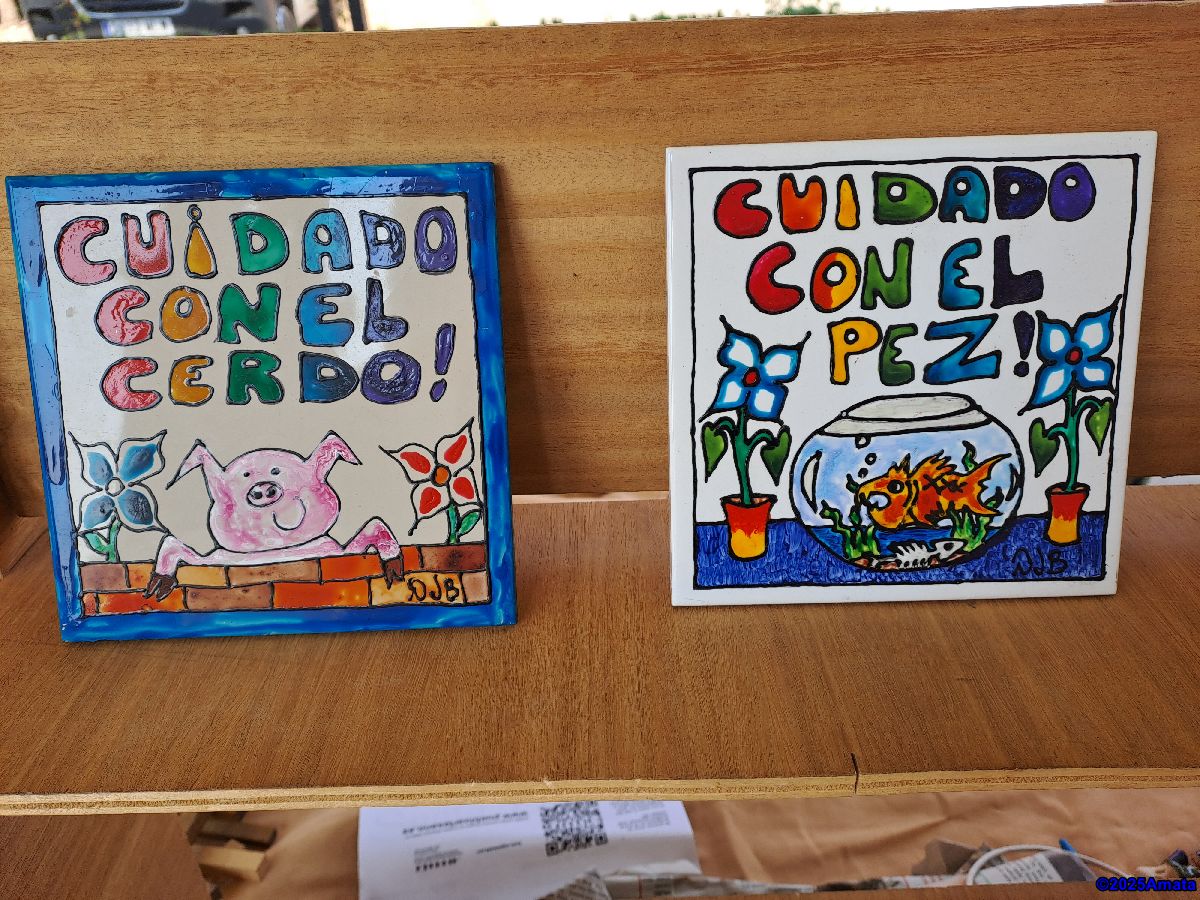 CUIDADO
CON EL
CERDO!
DJB
CUIDADO
CON EL
PEZ!
DJB
©2025Amata